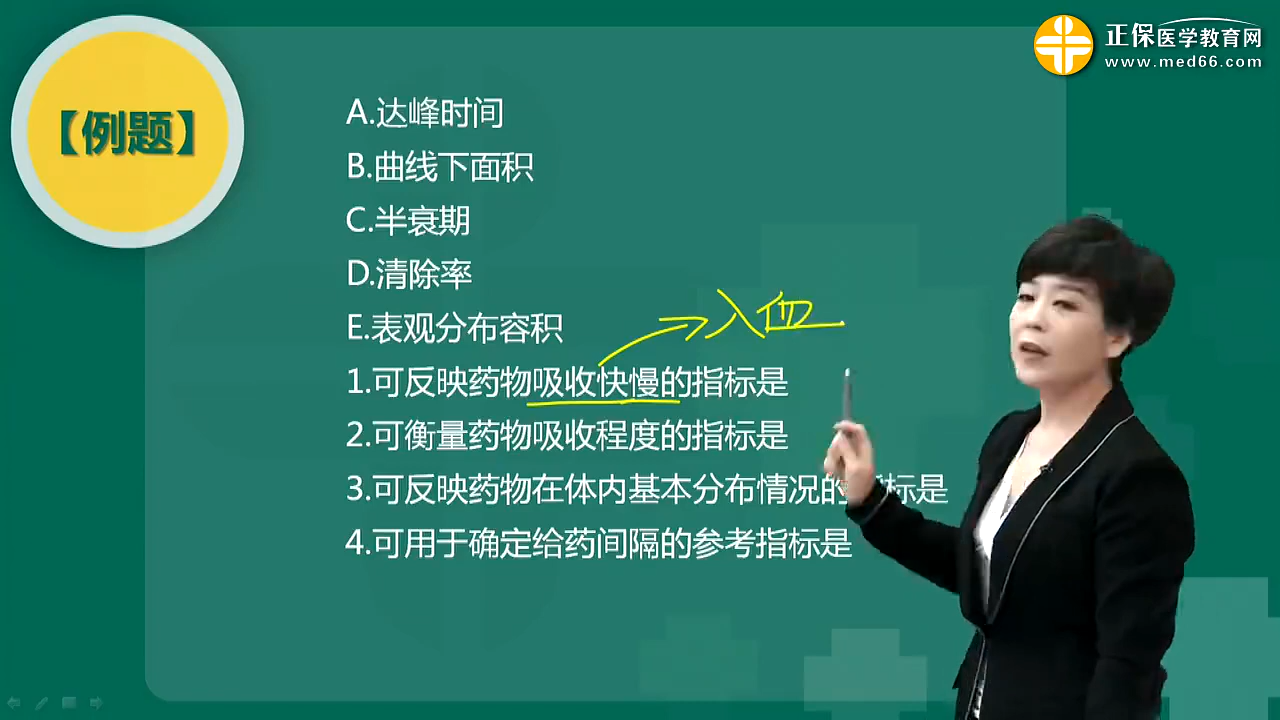 正保医学教育网
www.med66.com
【例题】
A.达峰时间
B.曲线下面积
C.半衰期
D.清除率
E.表观分布容积
入血
1.可反映药物吸收快慢的指标是
2.可衡量药物吸收程度的指标是
3.可反映药物在体内基本分布情况的指标是
4.可用于确定给药间隔的参考指标是